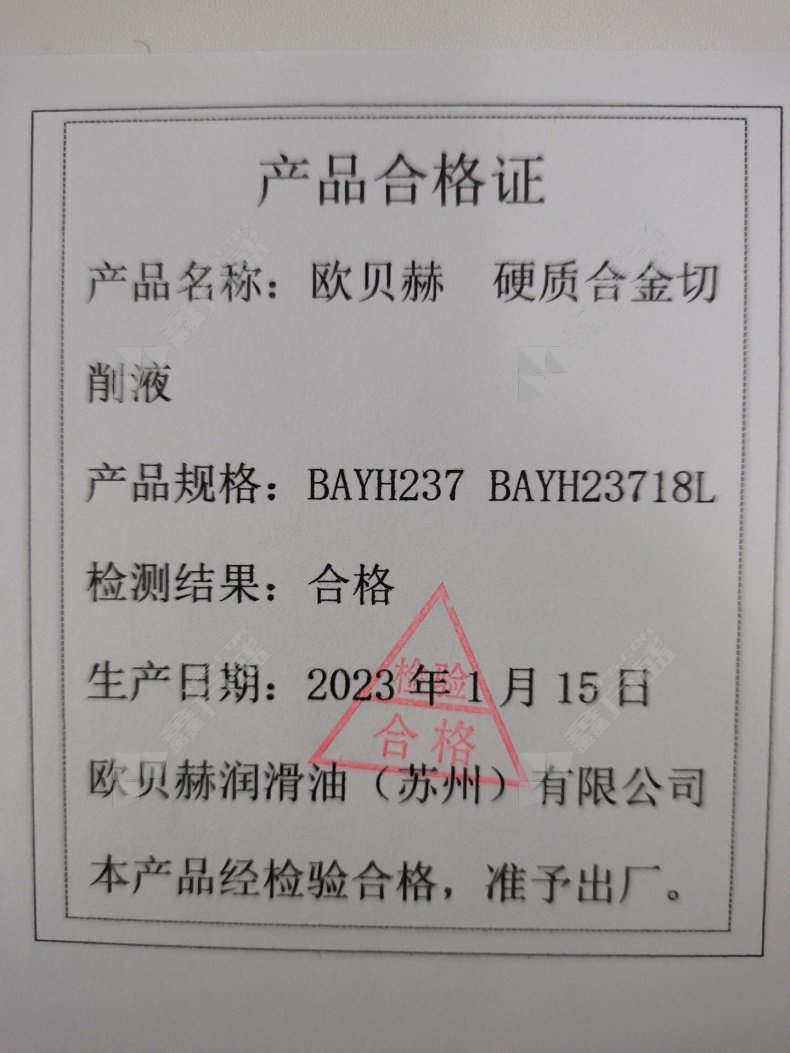 产品合格证
产品名称：欧贝赫 硬质合金切
削液
产品规格：BAYH237 BAYH23718L
检测结果：合格
生产日期：2023年1月15日
检验
合格
欧贝赫润滑油（苏州）有限公司
本产品经检验合格，准予出厂。